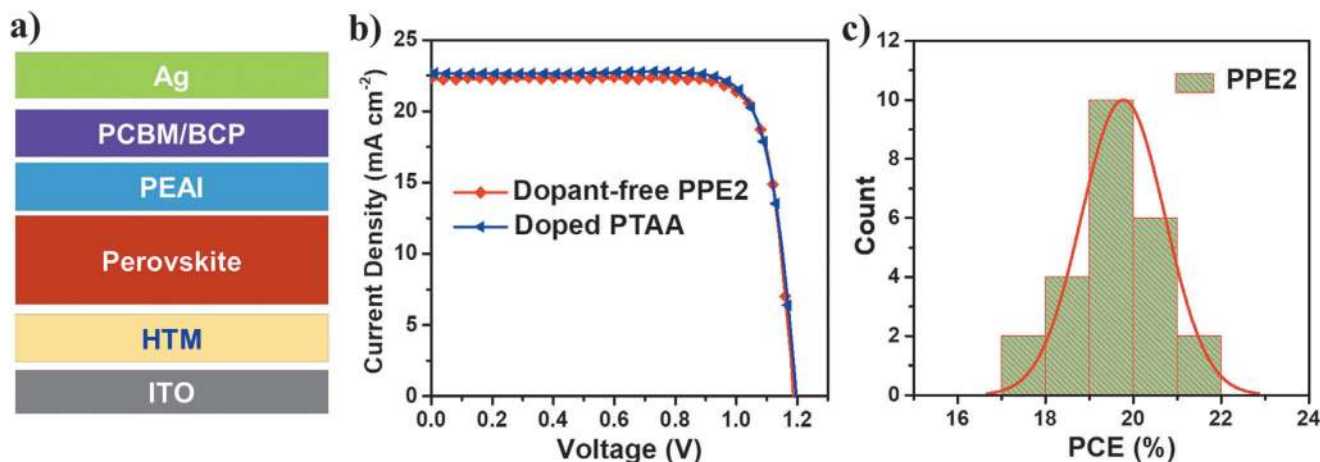 a)
Ag
PCBM/BCP
PEAI
Perovskite
HTM
ITO
b)
25
20
15
10
5
0
Current Density (mA cm⁻²)
Dopant-free PPE2
Doped PTAA
0.0 0.2 0.4 0.6 0.8 1.0 1.2
Voltage (V)
c)
12
10
8
6
4
2
0
Count
PPE2
16 18 20 22 24
PCE (%)